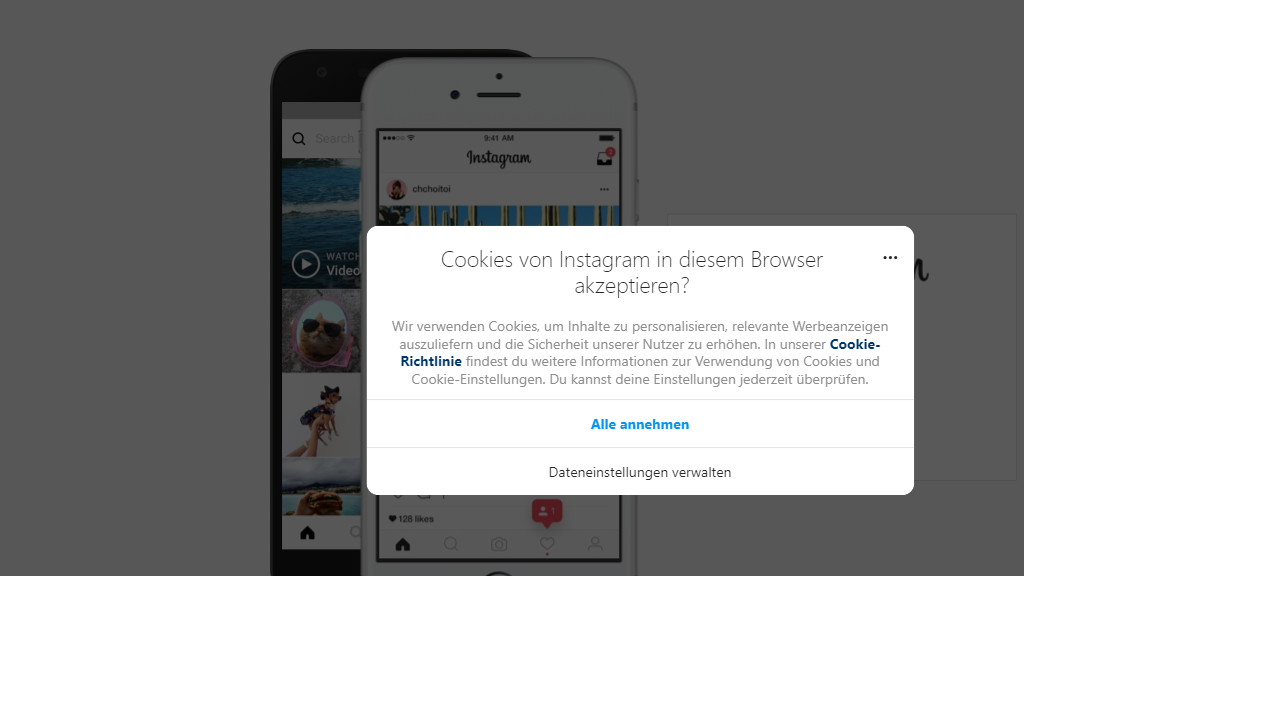 Search
9:41 AM
Instagram
2
chchoitoi
WATCH
Video
Cookies von Instagram in diesem Browser
akzeptieren?
Wir verwenden Cookies, um Inhalte zu personalisieren, relevante Werbeanzeigen
auszuliefern und die Sicherheit unserer Nutzer zu erhöhen. In unserer Cookie-
Richtlinie findest du weitere Informationen zur Verwendung von Cookies und
Cookie-Einstellungen. Du kannst deine Einstellungen jederzeit überprüfen.
Alle annehmen
Dateneinstellungen verwalten
1
128 likes